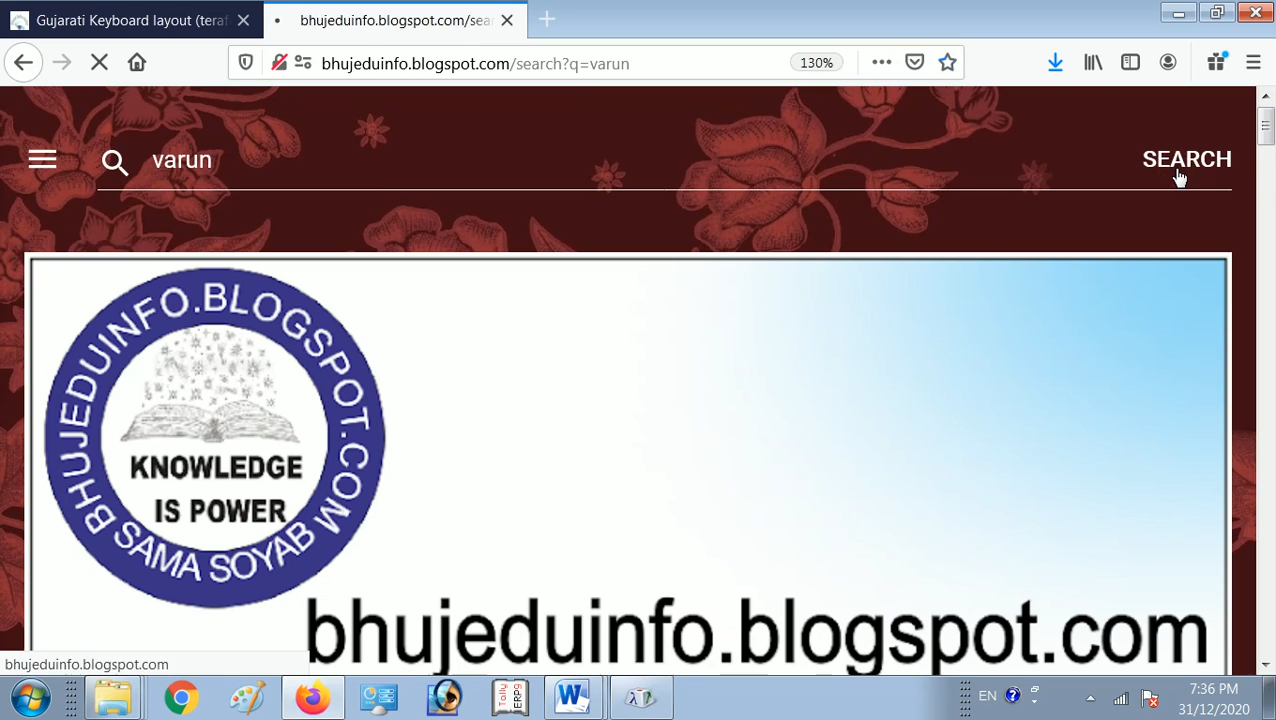 Gujarati Keyboard layout (teraf
bhujeduinfo.blogspot.com/sear
bhujeduinfo.blogspot.com/search?q=varun
130%
varun
SEARCH
BHUJEDUINFO.BLOGSPOT.COM
KNOWLEDGE
IS POWER
SAMA SOYAB
bhujeduinfo.blogspot.com
bhujeduinfo.blogspot.com
EN
7:36 PM
31/12/2020